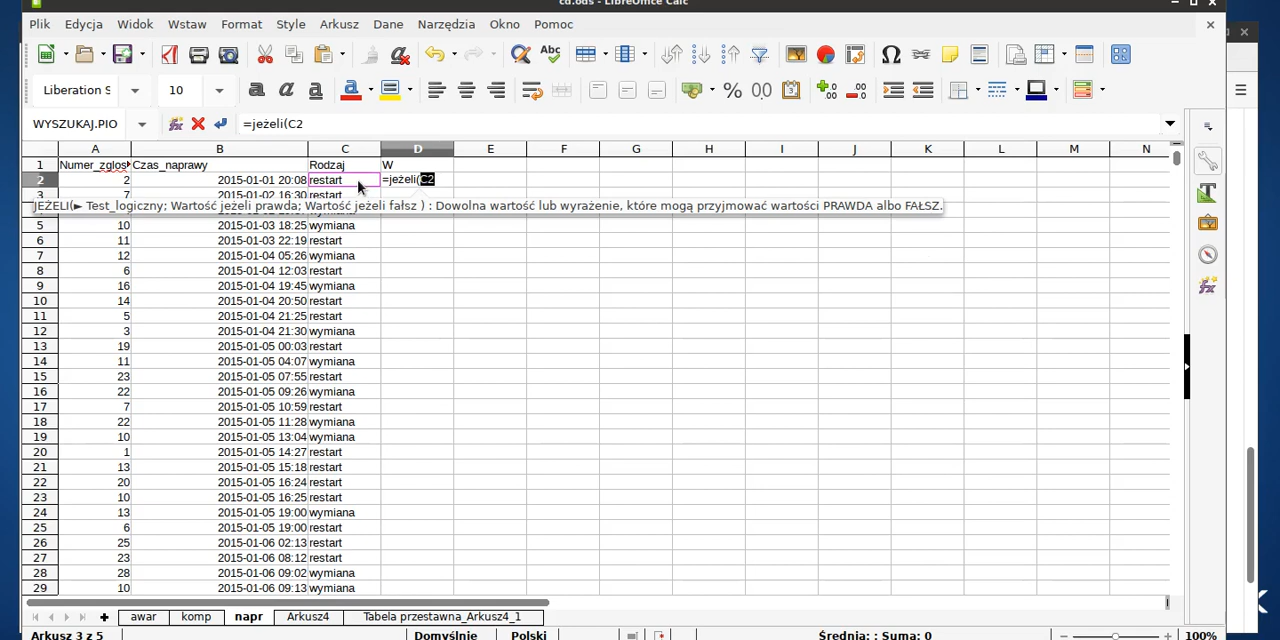 cd.ods - LibreOffice Calc
Plik Edycja Widok Wstaw Format Style Arkusz Dane Narzędzia Okno Pomoc
Liberation S 10
WYSZUKAJ.PIO =jeżeli(C2
A B C D E F G H I J K L M N
1 Numer_zglos Czas_naprawy Rodzaj W
2 2 2015-01-01 20:08 restart =jeżeli(C2
3 7 2015-01-02 16:30 restart
JEŻELI(► Test_logiczny; Wartość jeżeli prawda; Wartość jeżeli fałsz ) : Dowolna wartość lub wyrażenie, które mogą przyjmować wartości PRAWDA albo FAŁSZ.
5 10 2015-01-03 18:25 wymiana
6 11 2015-01-03 22:19 restart
7 12 2015-01-04 05:26 wymiana
8 6 2015-01-04 12:03 restart
9 16 2015-01-04 19:45 wymiana
10 14 2015-01-04 20:50 restart
11 5 2015-01-04 21:25 restart
12 3 2015-01-04 21:30 wymiana
13 19 2015-01-05 00:03 restart
14 11 2015-01-05 04:07 wymiana
15 23 2015-01-05 07:55 restart
16 22 2015-01-05 09:26 wymiana
17 7 2015-01-05 10:59 restart
18 22 2015-01-05 11:28 wymiana
19 10 2015-01-05 13:04 wymiana
20 1 2015-01-05 14:27 restart
21 13 2015-01-05 15:18 restart
22 20 2015-01-05 16:24 restart
23 10 2015-01-05 16:25 restart
24 13 2015-01-05 19:00 wymiana
25 6 2015-01-05 19:00 restart
26 25 2015-01-06 02:13 restart
27 23 2015-01-06 08:12 restart
28 28 2015-01-06 09:02 wymiana
29 10 2015-01-06 09:13 wymiana
awar komp napr Arkusz4 Tabela przestawna_Arkusz4_1
Arkusz 3 z 5 Domyślnie Polski Średnia: ; Suma: 0 100%